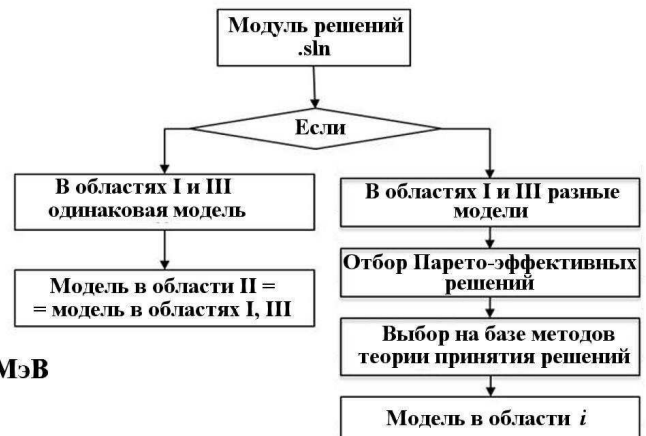 Модуль решений
.sln
Если
В областях I и III
одинаковая модель
Модель в области II =
= модель в областях I, III
В областях I и III разные
модели
Отбор Парето-эффективных
решений
Выбор на базе методов
теории принятия решений
Модель в области i
МэВ